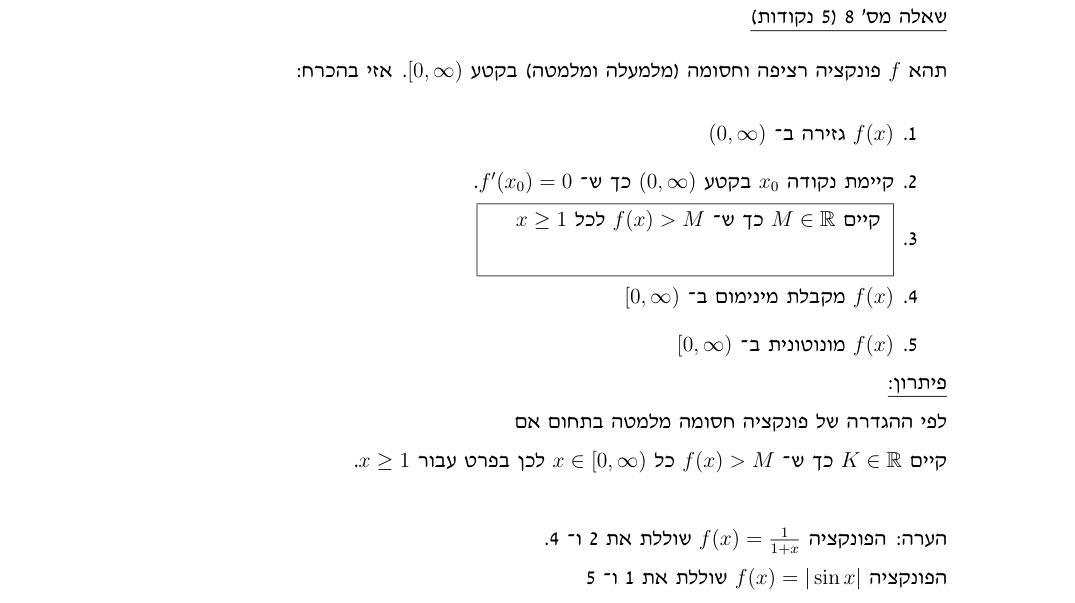 שאלה מס' 8 (5 נקודות)
תהא f פונקציה רציפה וחסומה (מלמעלה ומלמטה) בקטע [0, ∞). אזי בהכרח:
1. f(x) גזירה ב־ (0, ∞)
2. קיימת נקודה x₀ בקטע (0, ∞) כך ש־ f′(x₀) = 0.
3. קיים M ∈ ℝ כך ש־ f(x) > M לכל x ≥ 1
4. f(x) מקבלת מינימום ב־ [0, ∞)
5. f(x) מונוטונית ב־ [0, ∞)
פיתרון:
לפי ההגדרה של פונקציה חסומה מלמטה בתחום אם
קיים K ∈ ℝ כך ש־ f(x) > M כל x ∈ [0, ∞) לכן בפרט עבור x ≥ 1.
הערה: הפונקציה f(x) = 1/(1+x) שוללת את 2 ו־ 4.
הפונקציה f(x) = |sin x| שוללת את 1 ו־ 5